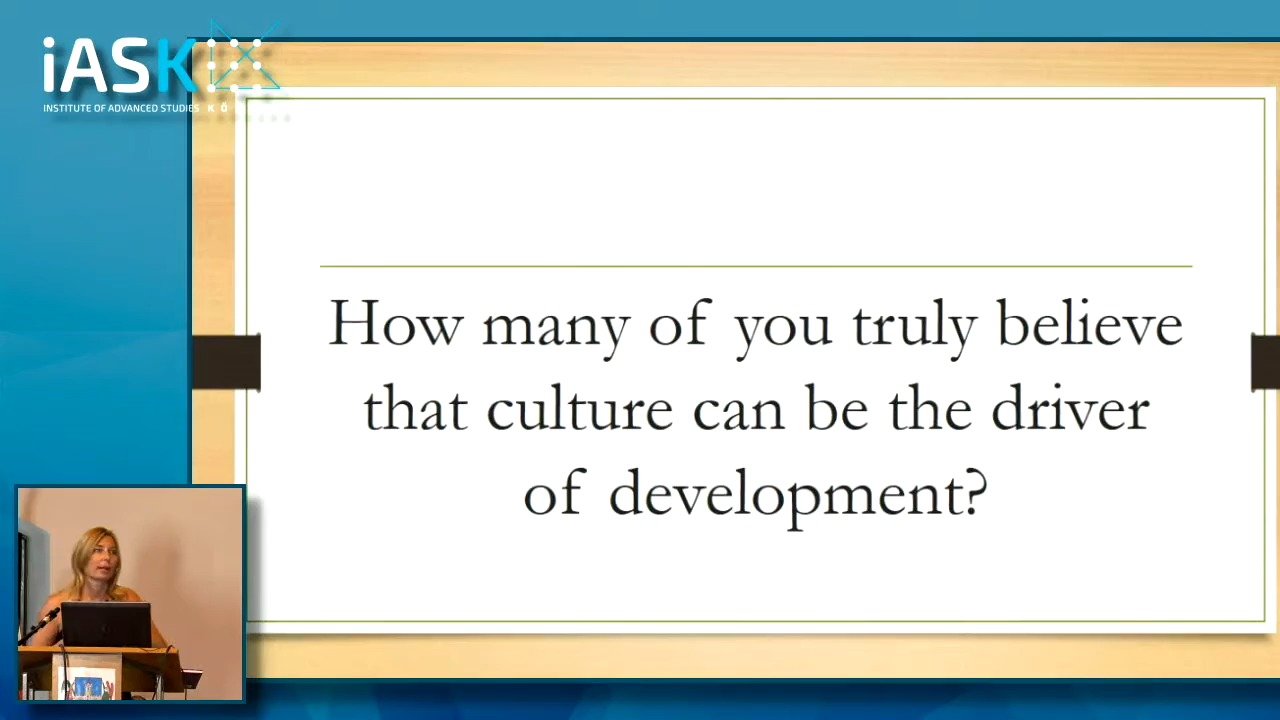 iASK
INSTITUTE OF ADVANCED STUDIES K Ő
How many of you truly believe
that culture can be the driver
of development?